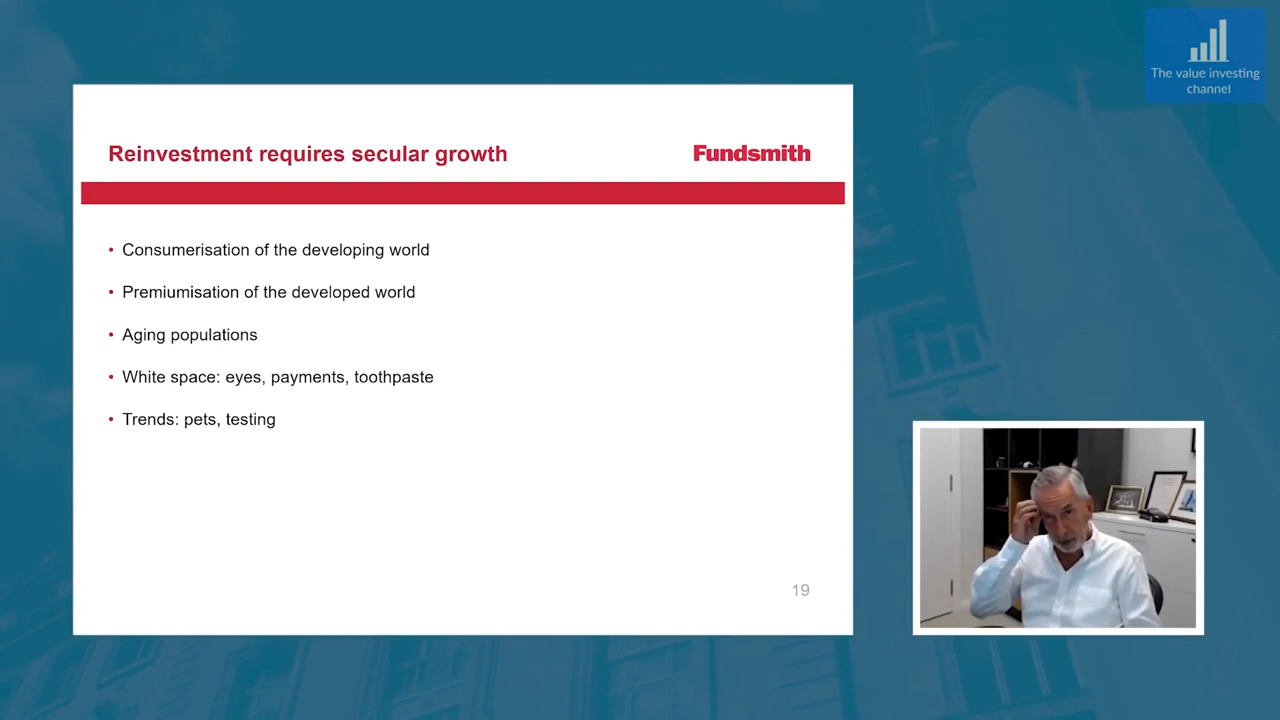 The value investing
channel
Reinvestment requires secular growth
Fundsmith
• Consumerisation of the developing world
• Premiumisation of the developed world
• Aging populations
• White space: eyes, payments, toothpaste
• Trends: pets, testing
19